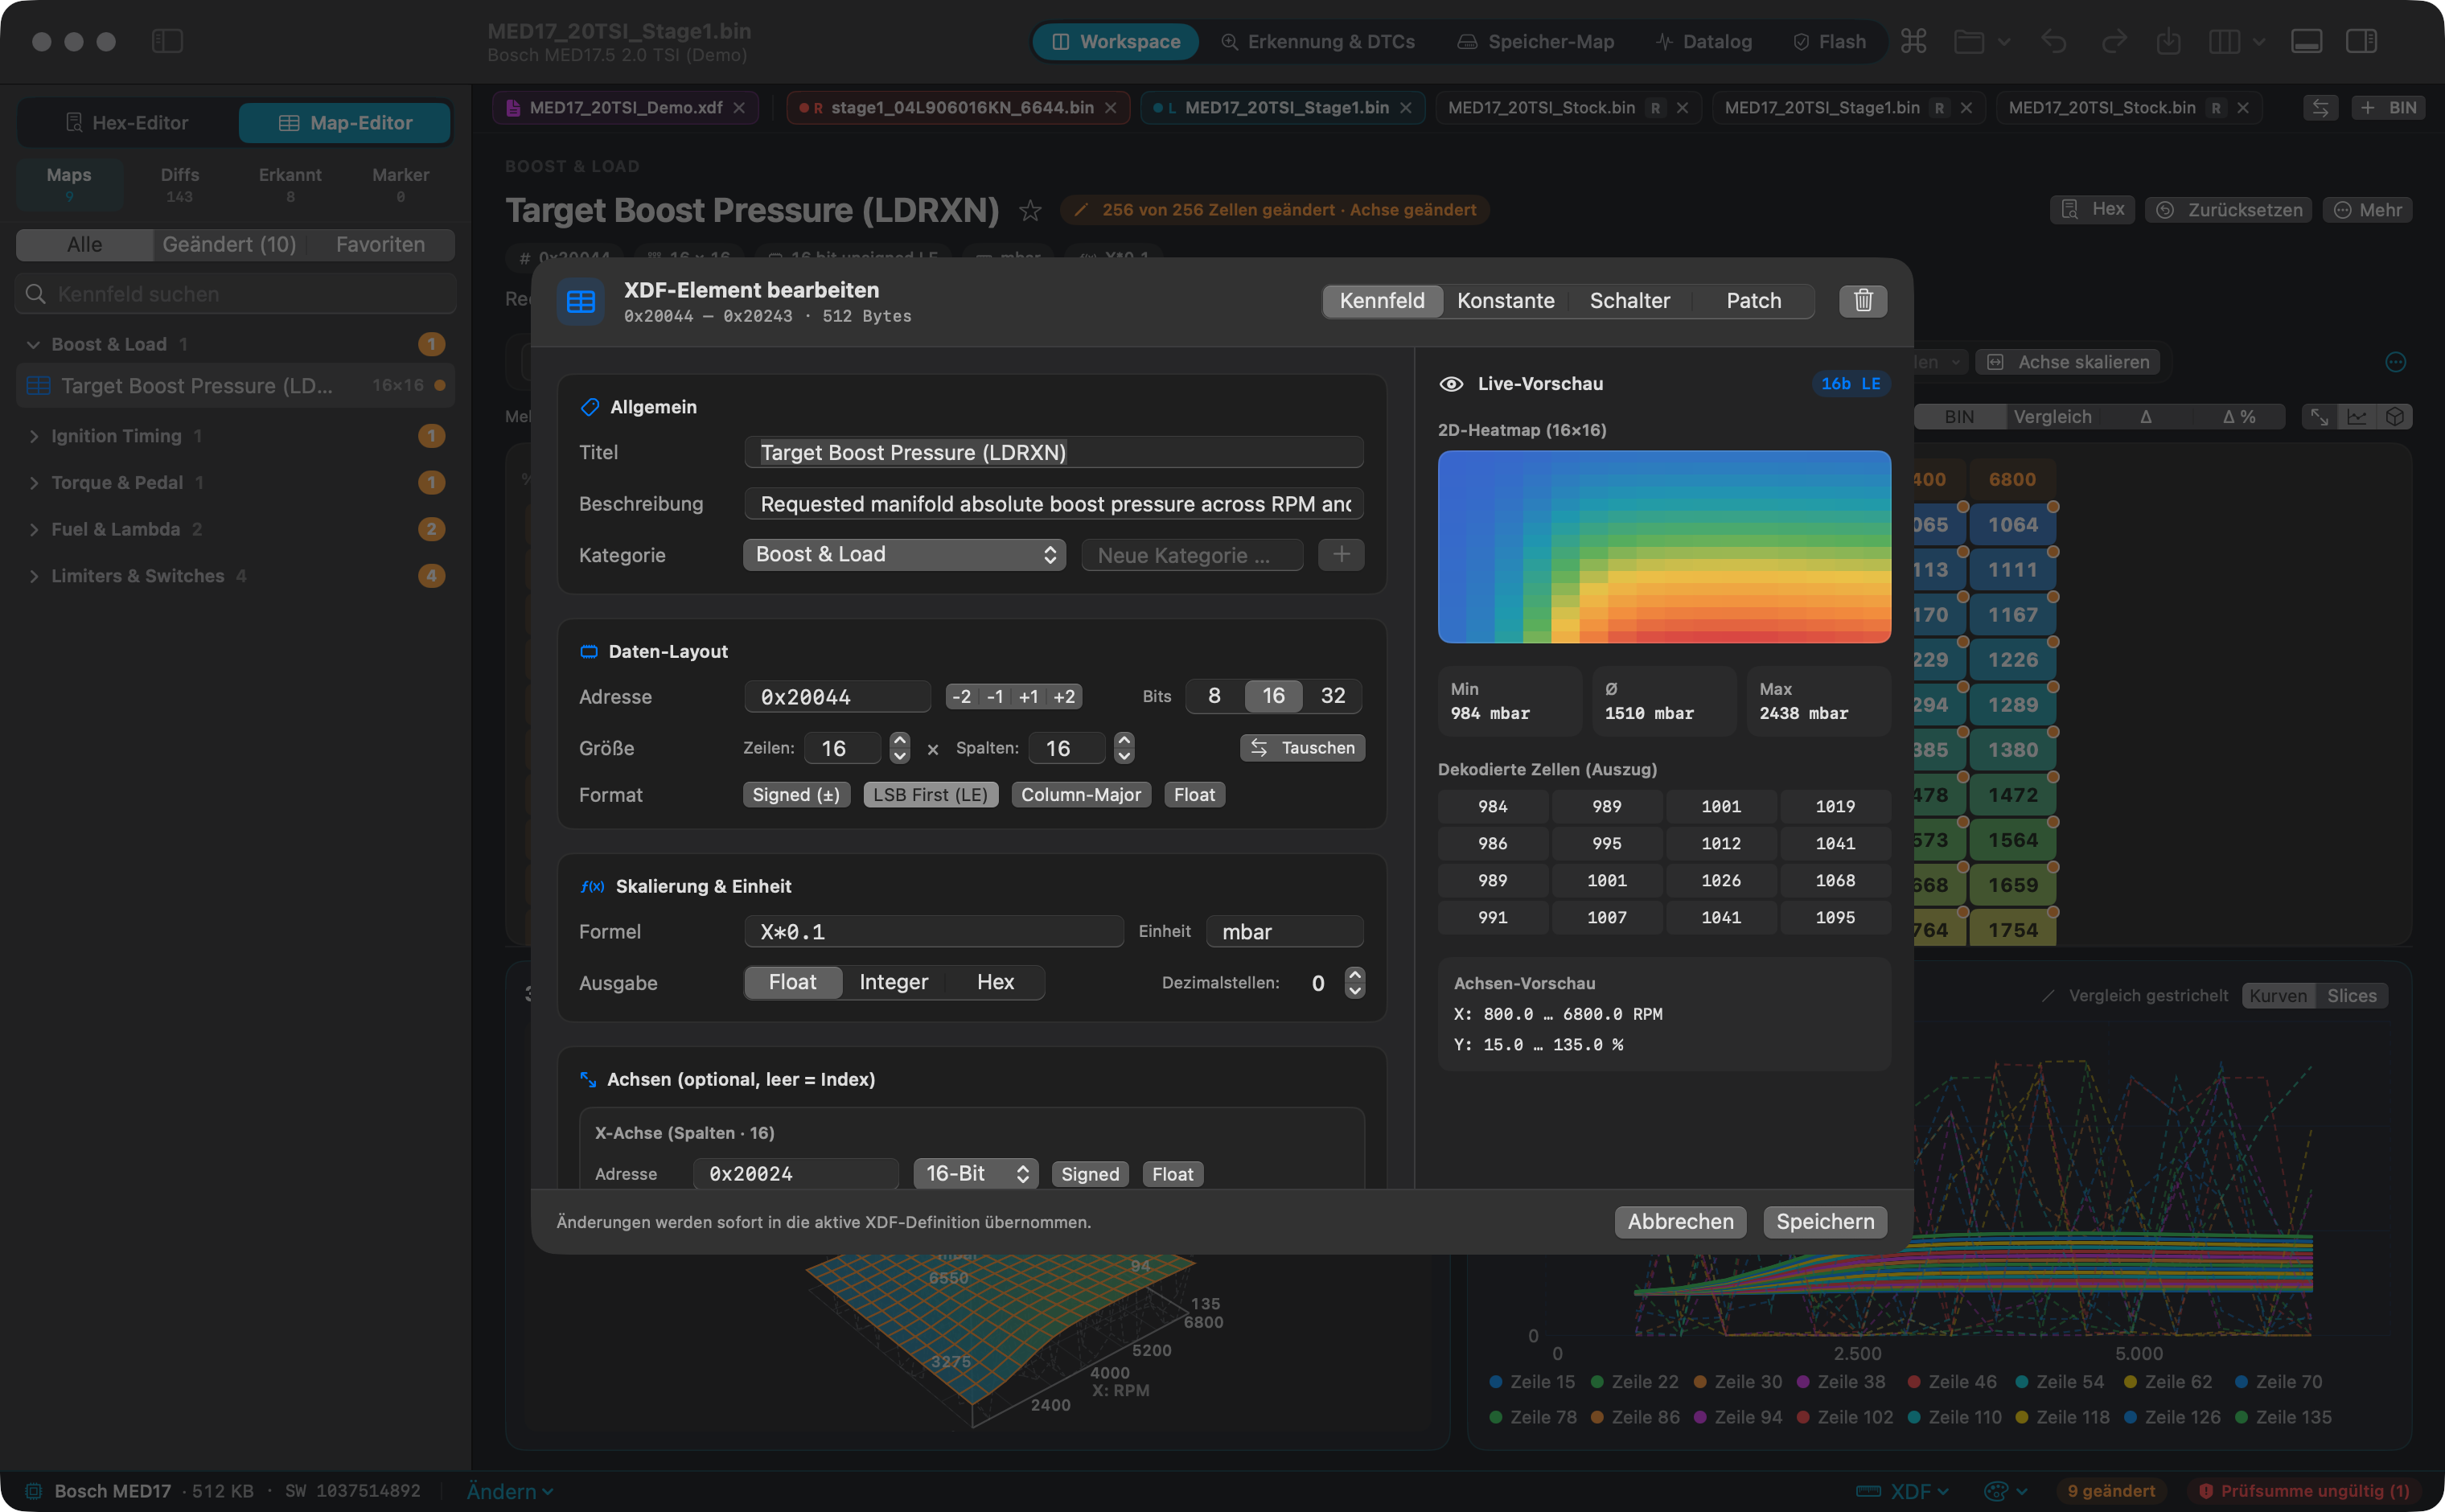 MED17_20TSI_Stage1.bin
Bosch MED17.5 2.0 TSI (Demo)
Workspace
Erkennung & DTCs
Speicher-Map
Datalog
Flash
Hex-Editor
Map-Editor
MED17_20TSI_Demo.xdf
R stage1_04L906016KN_6644.bin
L MED17_20TSI_Stage1.bin
MED17_20TSI_Stock.bin R
MED17_20TSI_Stage1.bin R
MED17_20TSI_Stock.bin R
BIN
Maps
9
Diffs
143
Erkannt
8
Marker
0
Alle
Geändert (10)
Favoriten
Kennfeld suchen
Boost & Load 1
1
Target Boost Pressure (LD...
16×16
Ignition Timing 1
1
Torque & Pedal 1
1
Fuel & Lambda 2
2
Limiters & Switches 4
4
BOOST & LOAD
Target Boost Pressure (LDRXN)
256 von 256 Zellen geändert · Achse geändert
Hex
Zurücksetzen
Mehr
Achse skalieren
BIN
Vergleich
Δ
Δ %
XDF-Element bearbeiten
0x20044 – 0x20243 · 512 Bytes
Kennfeld
Konstante
Schalter
Patch
Allgemein
Titel
Target Boost Pressure (LDRXN)
Beschreibung
Requested manifold absolute boost pressure across RPM and
Kategorie
Boost & Load
Neue Kategorie ...
Daten-Layout
Adresse
0x20044
-2 -1 +1 +2
Bits
8
16
32
Größe
Zeilen:
16
×
Spalten:
16
Tauschen
Format
Signed (±)
LSB First (LE)
Column-Major
Float
f(x) Skalierung & Einheit
Formel
X*0.1
Einheit
mbar
Ausgabe
Float
Integer
Hex
Dezimalstellen:
0
Achsen (optional, leer = Index)
X-Achse (Spalten · 16)
Adresse
0x20024
16-Bit
Signed
Float
Änderungen werden sofort in die aktive XDF-Definition übernommen.
Abbrechen
Speichern
Live-Vorschau
16b LE
2D-Heatmap (16×16)
Min
984 mbar
Ø
1510 mbar
Max
2438 mbar
Dekodierte Zellen (Auszug)
984 989 1001 1019
986 995 1012 1041
989 1001 1026 1068
991 1007 1041 1095
Achsen-Vorschau
X: 800.0 … 6800.0 RPM
Y: 15.0 … 135.0 %
6800
1064
1111
1167
1226
1289
1380
1472
1564
1659
1754
Vergleich gestrichelt
Kurven
Slices
6550
94
3275
135
6800
5200
4000
X: RPM
2400
0
0
2.500
5.000
Zeile 15 Zeile 22 Zeile 30 Zeile 38 Zeile 46 Zeile 54 Zeile 62 Zeile 70
Zeile 78 Zeile 86 Zeile 94 Zeile 102 Zeile 110 Zeile 118 Zeile 126 Zeile 135
Bosch MED17 · 512 KB · SW 1037514892
Ändern
XDF
9 geändert
Prüfsumme ungültig (1)